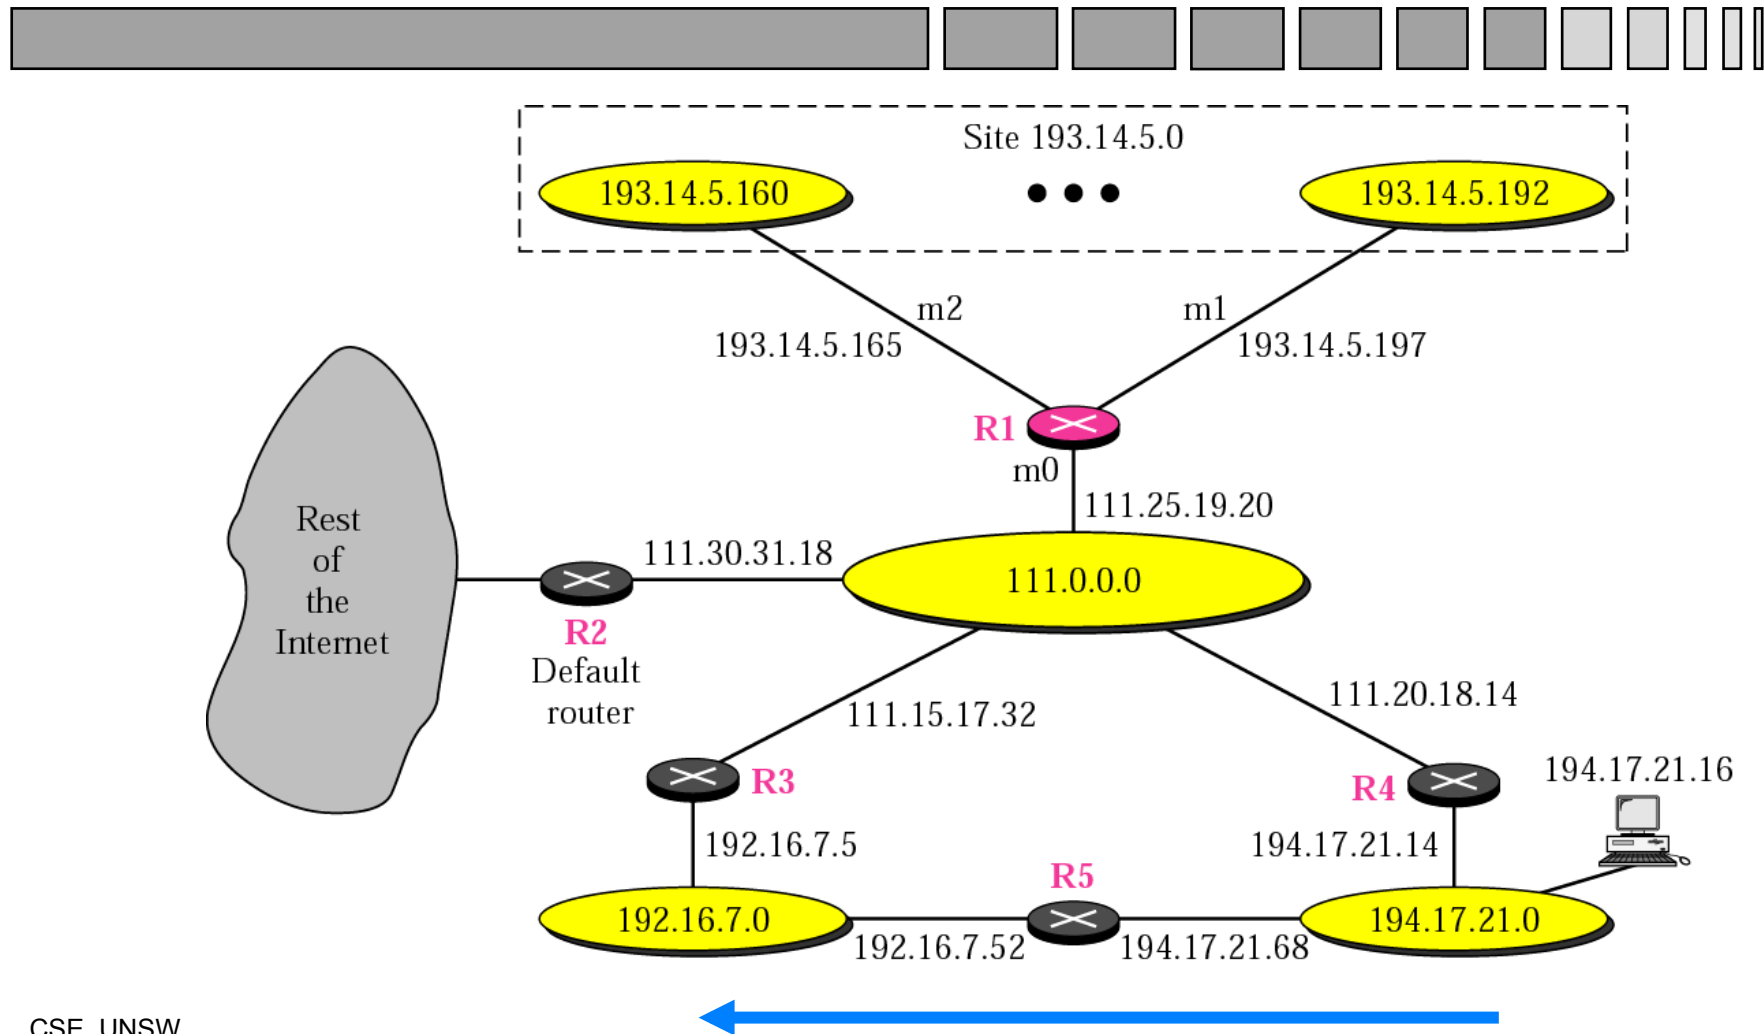 Site 193.14.5.0
193.14.5.160
193.14.5.192
m2
m1
193.14.5.165
193.14.5.197
R1
m0
111.25.19.20
Rest
of
the
Internet
111.30.31.18
111.0.0.0
R2
Default
router
111.15.17.32
111.20.18.14
R3
R4
194.17.21.16
192.16.7.5
194.17.21.14
R5
192.16.7.0
194.17.21.0
192.16.7.52
194.17.21.68
CSE, UNSW